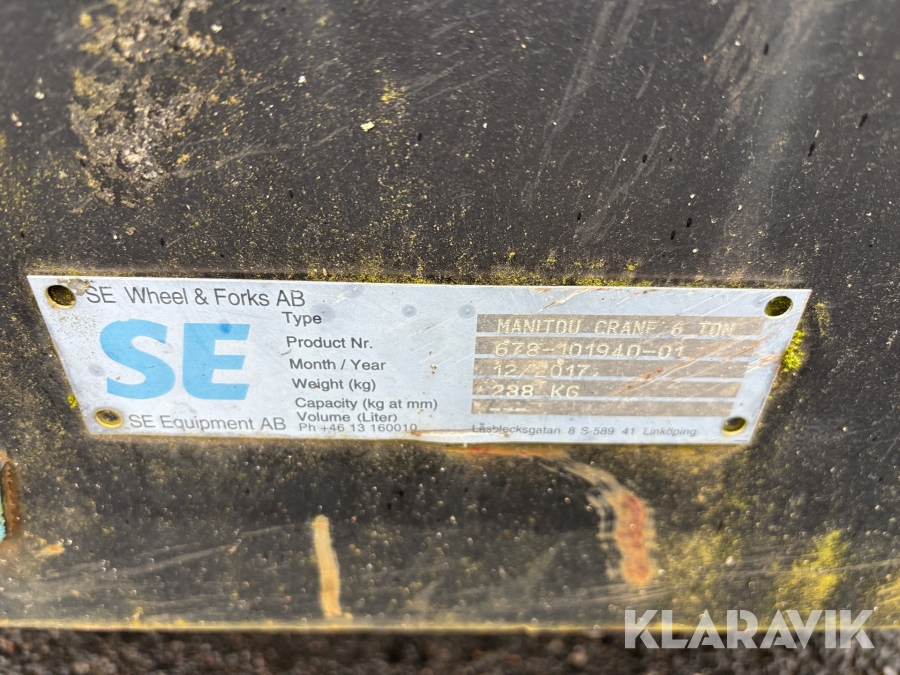 SE Wheel & Forks AB
SE
SE Equipment AB
Type
Product Nr.
Month / Year
Weight (kg)
Capacity (kg at mm)
Volume (Liter)
Ph +46 13 160010
MANITOU CRANE 6 TON
678-101940-01
12/2017
238 KG
---
Låsblecksgatan 8 S-589 41 Linköping
KLARAVIK